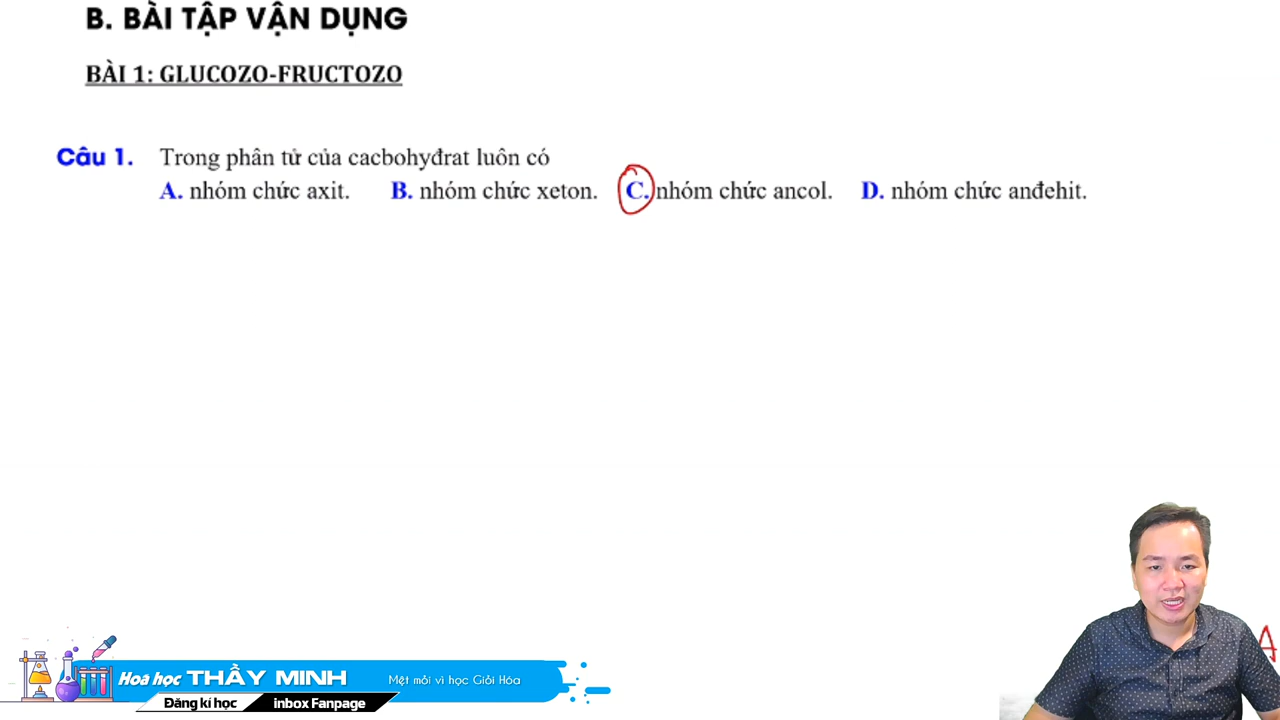 B. BÀI TẬP VẬN DỤNG
BÀI 1: GLUCOZO-FRUCTOZO
Câu 1. Trong phân tử của cacbohyđrat luôn có
A. nhóm chức axit. B. nhóm chức xeton. C. nhóm chức ancol. D. nhóm chức anđehit.
A
Hoá học THẦY MINH Mệt mỏi vì học Giỏi Hóa
Đăng kí học inbox Fanpage